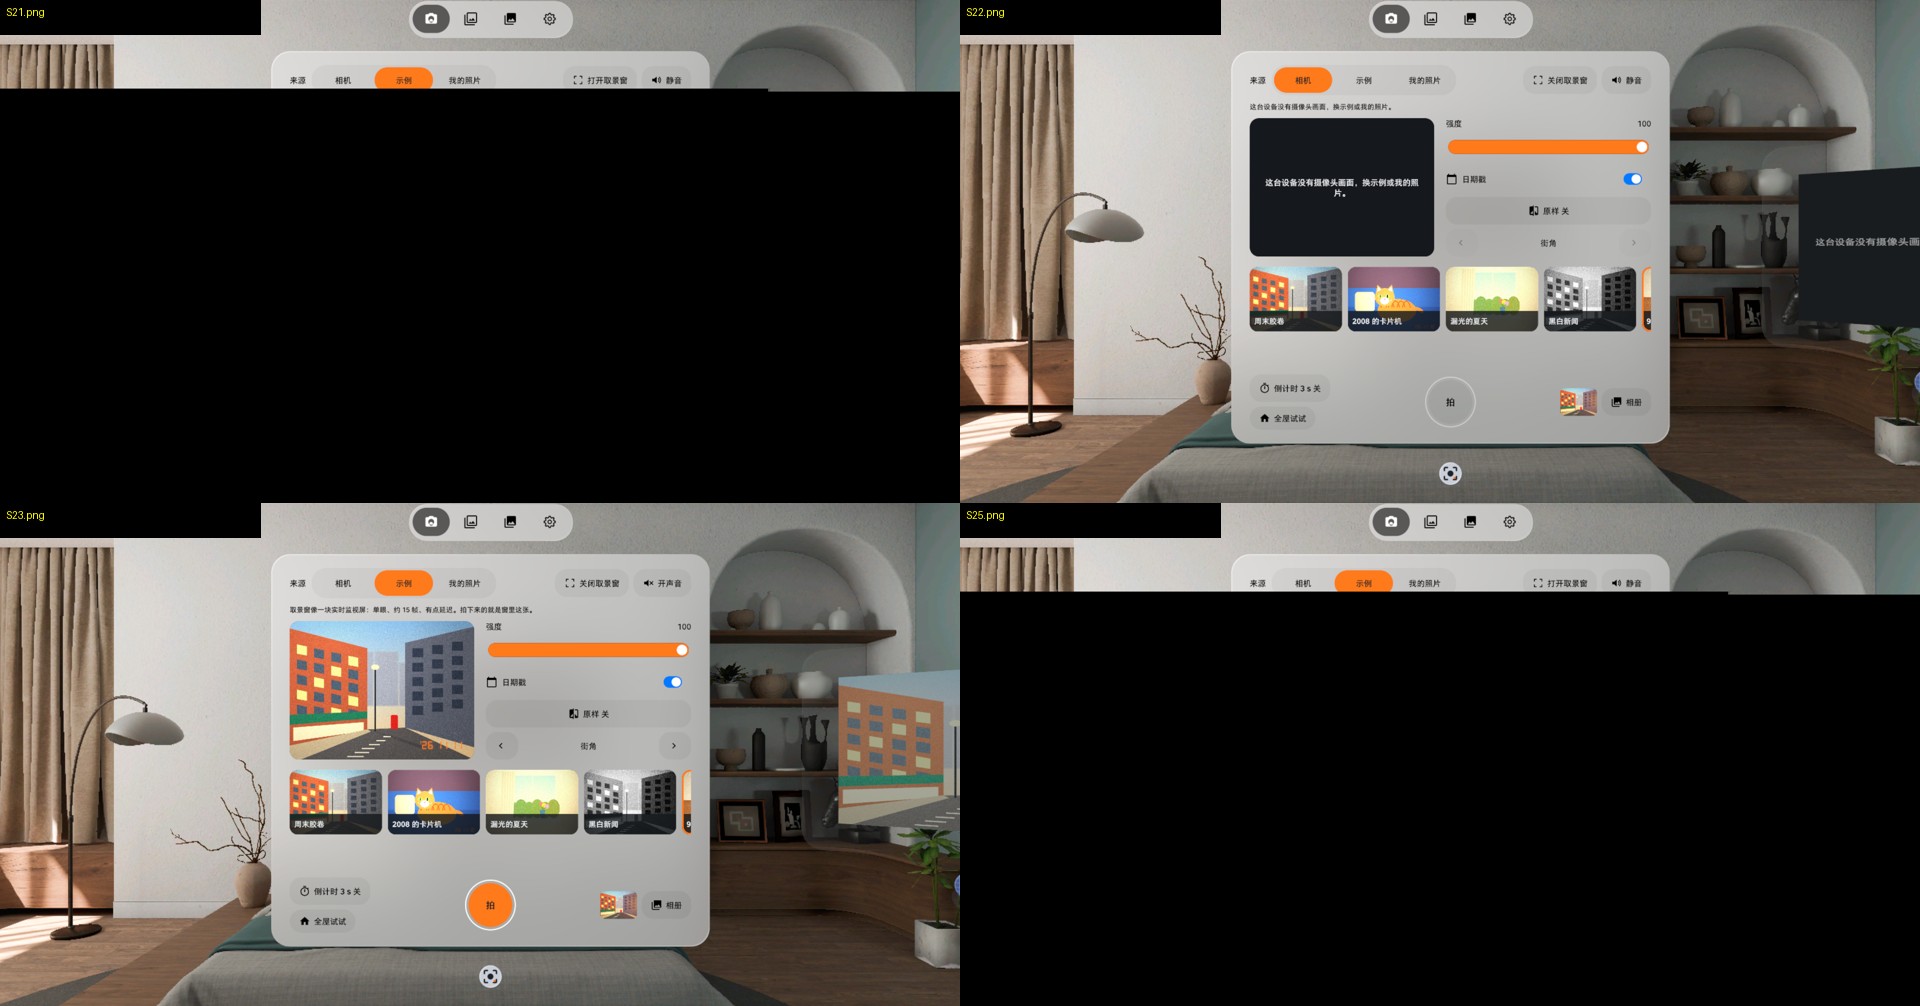 S21.png
来源 相机 示例 我的照片 打开取景窗 静音
S22.png
来源 相机 示例 我的照片 关闭取景窗 静音
这台设备没有摄像头画面，换示例或我的照片。
强度 100
这台设备没有摄像头画面，换示例或我的照
片。
日期戳
原样 关
街角
这台设备没有摄像头画
周末胶卷 2008 的卡片机 漏光的夏天 黑白新闻 9
倒计时 3 s 关
拍
相册
全屋试试
S23.png
来源 相机 示例 我的照片 关闭取景窗 开声音
取景窗像一块实时监视屏：单眼、约 15 帧、有点延迟。拍下来的就是窗里这张。
强度 100
日期戳
原样 关
街角
周末胶卷 2008 的卡片机 漏光的夏天 黑白新闻 9
倒计时 3 s 关
拍
相册
全屋试试
S25.png
来源 相机 示例 我的照片 打开取景窗 静音